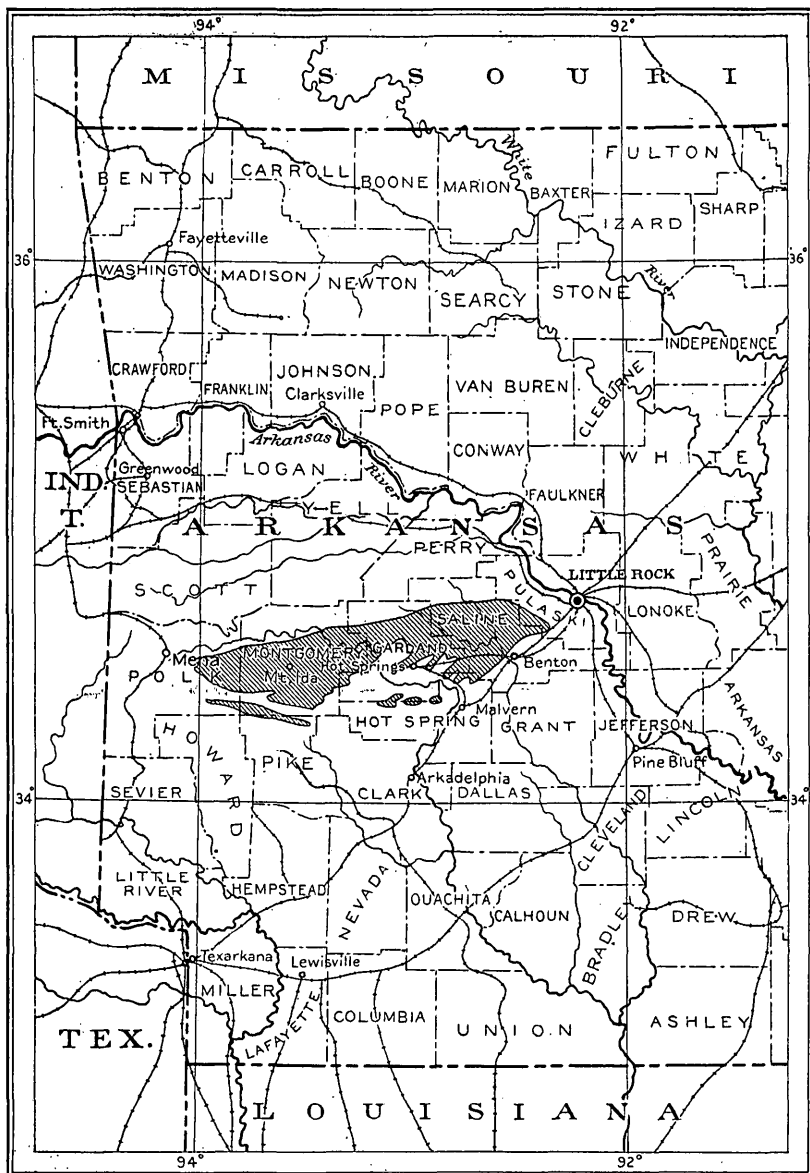 94° 92°
MISSOURI
White
FULTON
BENTON CARROLL BOONE MARION BAXTER
IZARD SHARP
Fayetteville
36° 36°
WASHINGTON MADISON NEWTON SEARCY STONE River
INDEPENDENCE
CRAWFORD FRANKLIN JOHNSON
Clarksville POPE VAN BUREN CLEBURNE
Ft. Smith Arkansas
River
CONWAY WHITE
Greenwood LOGAN
SEBASTIAN
IND.
T.
YELL FAULKNER
ARKANSAS
PERRY PRAIRIE
SCOTT PULASKI LITTLE ROCK
LONOKE
SALINE
MONTGOMERY GARLAND
Mena Hot Springs Benton
POLK Mt. Ida
ARKANSAS
HOT SPRING Malvern
GRANT JEFFERSON
HOWARD
PIKE Pine Bluff
Arkadelphia
SEVIER CLARK DALLAS
34° 34°
CLEVELAND LINCOLN
LITTLE
RIVER HEMPSTEAD NEVADA OUACHITA
CALHOUN BRADLEY DREW
Texarkana Lewisville
MILLER
LAFAYETTE COLUMBIA UNION ASHLEY
TEX.
LOUISIANA
94° 92°